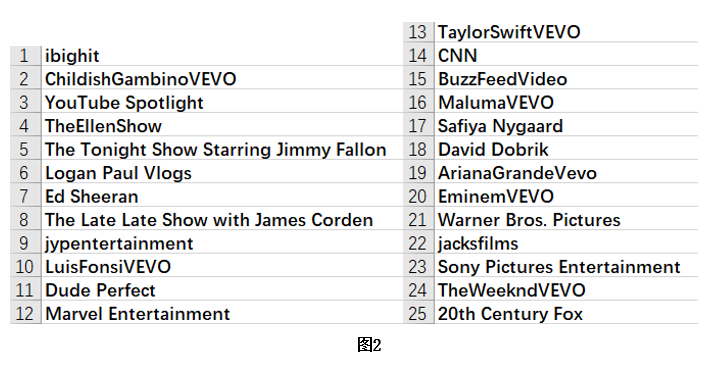 1 ibighit
2 ChildishGambinoVEVO
3 YouTube Spotlight
4 TheEllenShow
5 The Tonight Show Starring Jimmy Fallon
6 Logan Paul Vlogs
7 Ed Sheeran
8 The Late Late Show with James Corden
9 jypentertainment
10 LuisFonsiVEVO
11 Dude Perfect
12 Marvel Entertainment
13 TaylorSwiftVEVO
14 CNN
15 BuzzFeedVideo
16 MalumaVEVO
17 Safiya Nygaard
18 David Dobrik
19 ArianaGrandeVevo
20 EminemVEVO
21 Warner Bros. Pictures
22 jacksfilms
23 Sony Pictures Entertainment
24 TheWeekndVEVO
25 20th Century Fox
图2